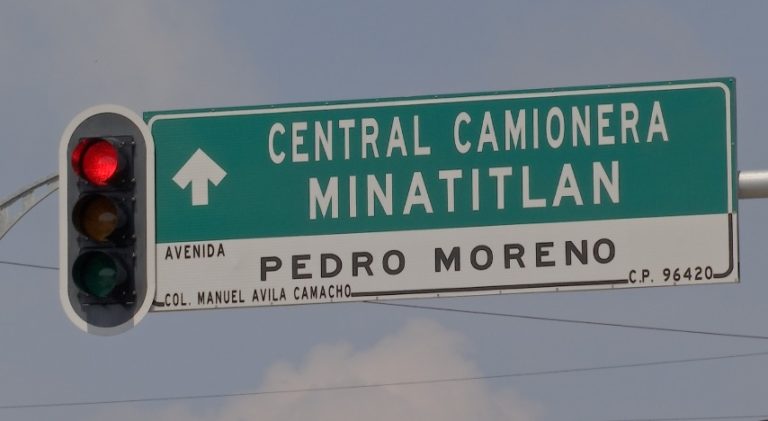 CENTRAL CAMIONERA
MINATITLAN
AVENIDA
PEDRO MORENO
COL. MANUEL AVILA CAMACHO
C.P. 96420